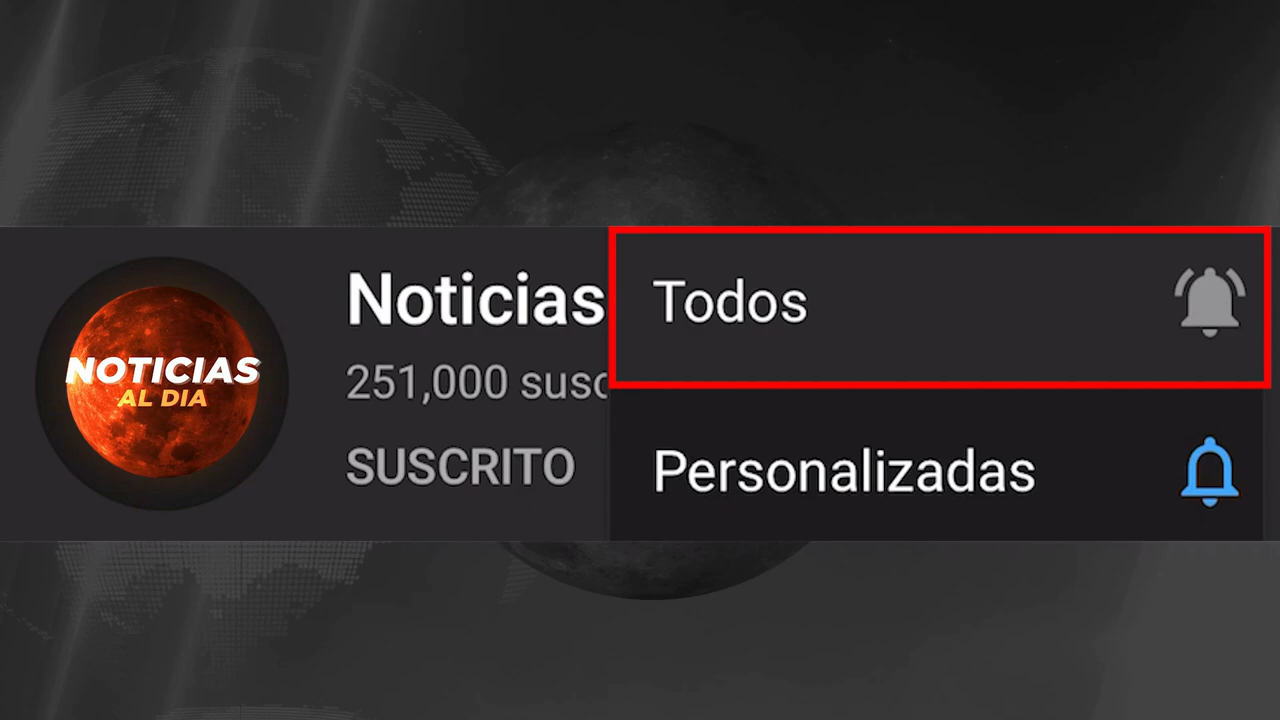 NOTICIAS
AL DIA
Noticias
251,000 susc
SUSCRITO
Todos
Personalizadas